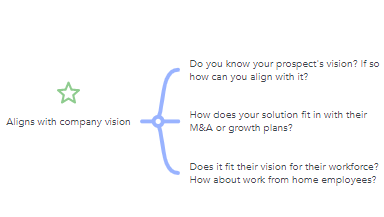 Do you know your prospect's vision? If so
how can you align with it?
Aligns with company vision
How does your solution fit in with their
M&A or growth plans?
Does it fit their vision for their workforce?
How about work from home employees?